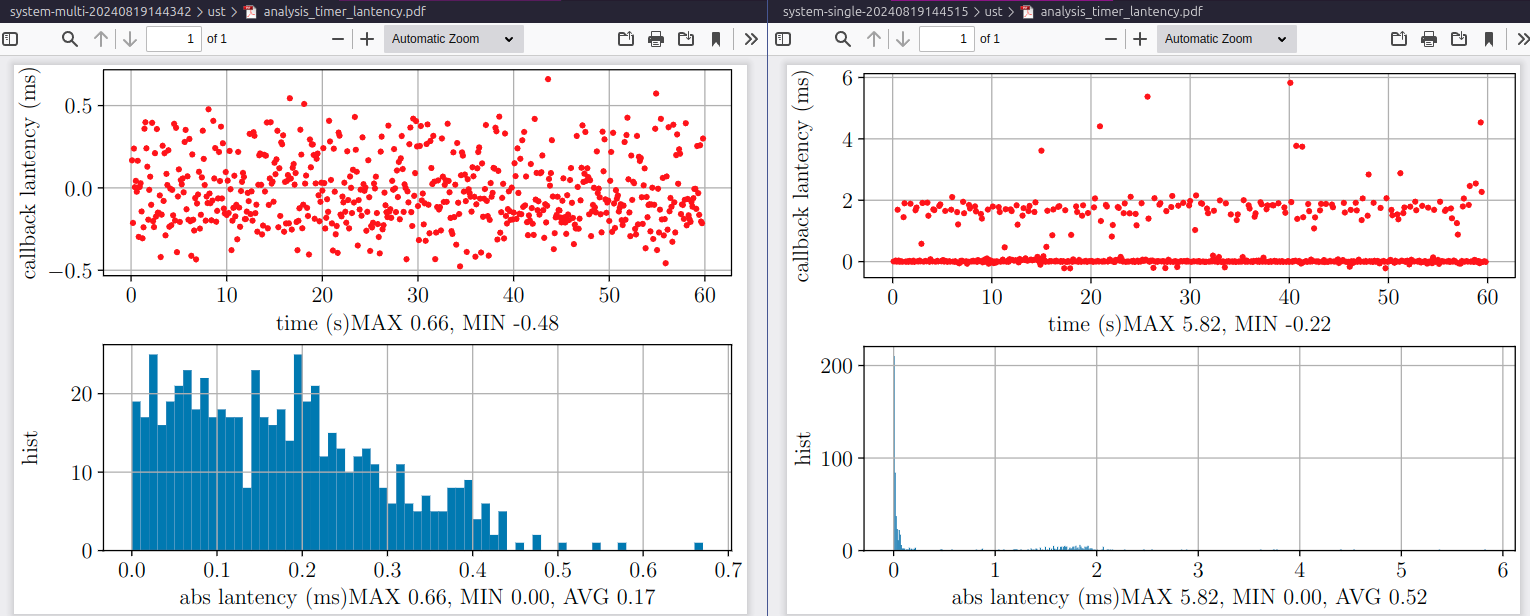 system-multi-20240819144342 > ust > analysis_timer_lantency.pdf
1 of 1
Automatic Zoom
callback lantency (ms)
0.5
0.0
−0.5
0 10 20 30 40 50 60
time (s)MAX 0.66, MIN -0.48
hist
20
10
0
0.0 0.1 0.2 0.3 0.4 0.5 0.6 0.7
abs lantency (ms)MAX 0.66, MIN 0.00, AVG 0.17
system-single-20240819144515 > ust > analysis_timer_lantency.pdf
1 of 1
Automatic Zoom
callback lantency (ms)
6
4
2
0
0 10 20 30 40 50 60
time (s)MAX 5.82, MIN -0.22
hist
200
100
0
0 1 2 3 4 5 6
abs lantency (ms)MAX 5.82, MIN 0.00, AVG 0.52